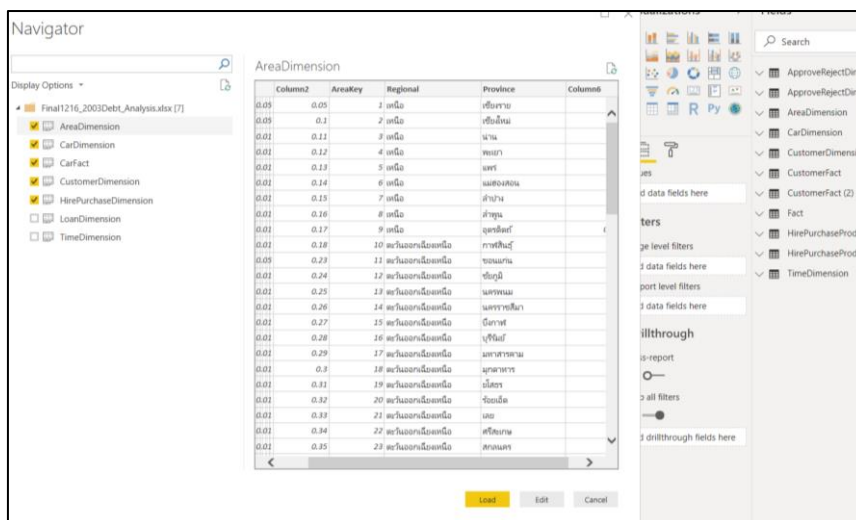 Navigator
Display Options
Final1216_2003Debt_Analysis.xlsx [7]
AreaDimension
CarDimension
CarFact
CustomerDimension
HirePurchaseDimension
LoanDimension
TimeDimension
AreaDimension
Column2 AreaKey Regional Province Column6
0.05 0.05 1 เหนือ เชียงราย
0.05 0.1 2 เหนือ เชียงใหม่
0.01 0.11 3 เหนือ น่าน
0.01 0.12 4 เหนือ พะเยา
0.01 0.13 5 เหนือ แพร่
0.01 0.14 6 เหนือ แม่ฮ่องสอน
0.01 0.15 7 เหนือ ลำปาง
0.01 0.16 8 เหนือ ลำพูน
0.01 0.17 9 เหนือ อุตรดิตถ์
0.01 0.18 10 ตะวันออกเฉียงเหนือ กาฬสินธุ์
0.05 0.23 11 ตะวันออกเฉียงเหนือ ขอนแก่น
0.01 0.24 12 ตะวันออกเฉียงเหนือ ชัยภูมิ
0.01 0.25 13 ตะวันออกเฉียงเหนือ นครพนม
0.01 0.26 14 ตะวันออกเฉียงเหนือ นครราชสีมา
0.01 0.27 15 ตะวันออกเฉียงเหนือ บึงกาฬ
0.01 0.28 16 ตะวันออกเฉียงเหนือ บุรีรัมย์
0.01 0.29 17 ตะวันออกเฉียงเหนือ มหาสารคาม
0.01 0.3 18 ตะวันออกเฉียงเหนือ มุกดาหาร
0.01 0.31 19 ตะวันออกเฉียงเหนือ ยโสธร
0.01 0.32 20 ตะวันออกเฉียงเหนือ ร้อยเอ็ด
0.01 0.33 21 ตะวันออกเฉียงเหนือ เลย
0.01 0.34 22 ตะวันออกเฉียงเหนือ ศรีสะเกษ
0.01 0.35 23 ตะวันออกเฉียงเหนือ สกลนคร
Load Edit Cancel
R Py
ues
d data fields here
ters
ge level filters
d data fields here
port level filters
d data fields here
illthrough
ss-report
p all filters
d drillthrough fields here
Search
ApproveRejectDir
ApproveRejectDir
AreaDimension
CarDimension
CustomerDimensi
CustomerFact
CustomerFact (2)
Fact
HirePurchaseProd
HirePurchaseProd
TimeDimension